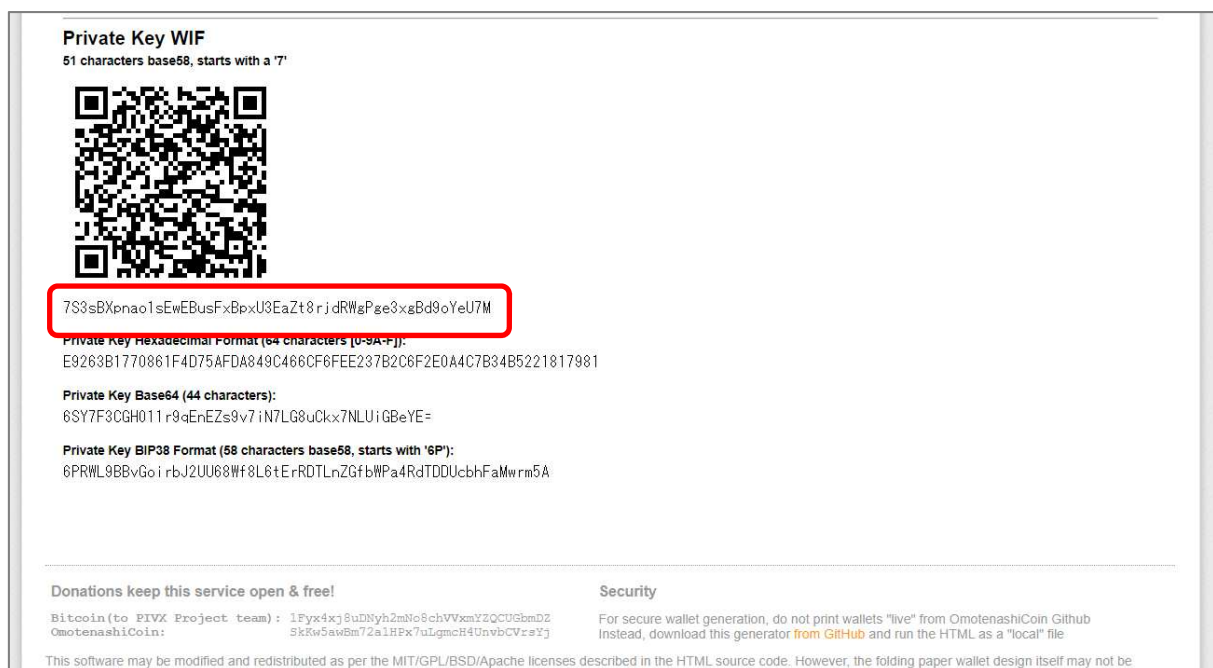 Private Key WIF
51 characters base58, starts with a '7'
7S3sBXpnao1sEwEBusFxBpxU3EaZt8rjdRWgPge3xgBd9oYeU7M
Private Key Hexadecimal Format (64 characters [0-9A-F]):
E9263B1770861F4D75AFDA849C466CF6FEE237B2C6F2E0A4C7B34B5221817981
Private Key Base64 (44 characters):
6SY7F3CGH011r9qEnEZs9v7iN7LG8uCkx7NLUiGBeYE=
Private Key BIP38 Format (58 characters base58, starts with '6P'):
6PRWL9BBvGoirbJ2UU68Wf8L6tErRDTLnZGfbWPa4RdTDDUcbhFaMwrm5A
Donations keep this service open & free!
Bitcoin(to PIVX Project team): 1Fyx4xj8uDNyh2mNo8chVVxmYZQCUGbmDZ
OmotenashiCoin: SkKw5awBm72a1HPx7uLgmcH4UnvbCVrsYj
Security
For secure wallet generation, do not print wallets "live" from OmotenashiCoin Github
Instead, download this generator from GitHub and run the HTML as a "local" file
This software may be modified and redistributed as per the MIT/GPL/BSD/Apache licenses described in the HTML source code. However, the folding paper wallet design itself may not be